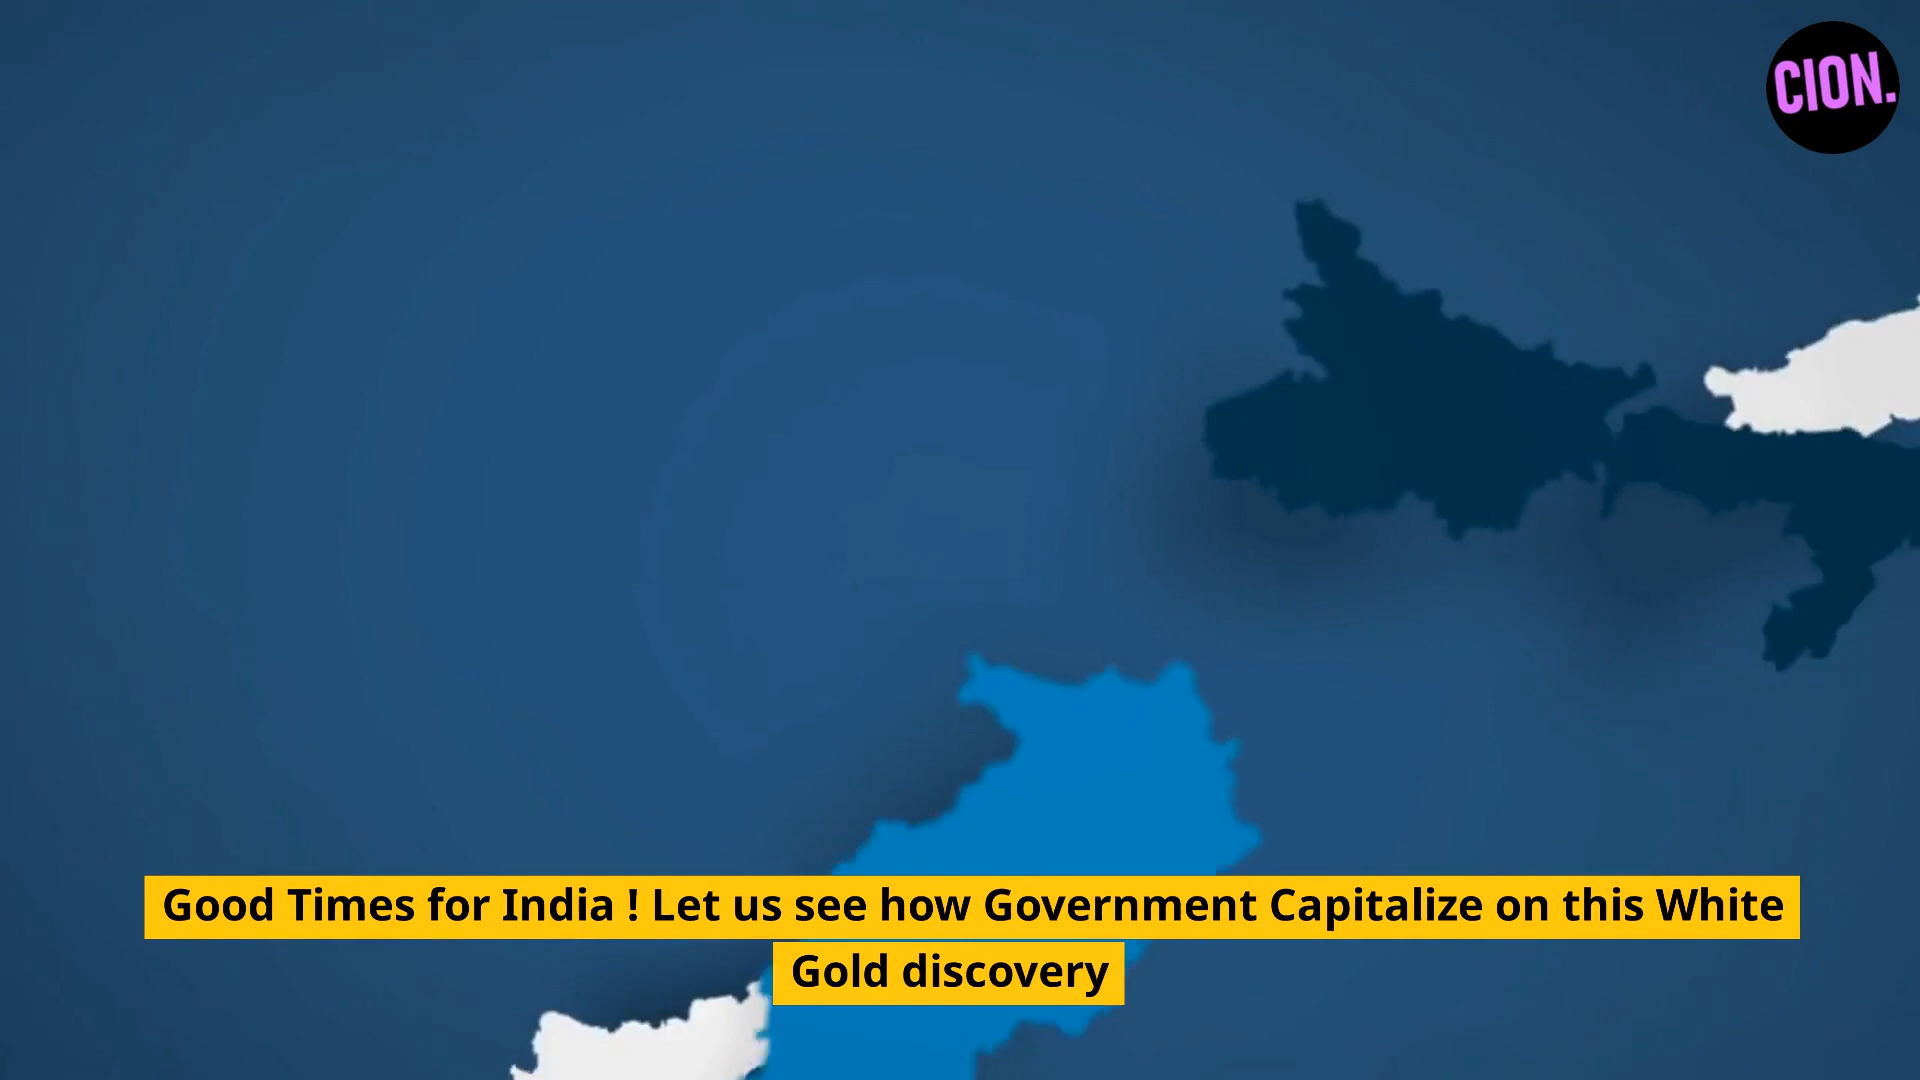 CION.
Good Times for India ! Let us see how Government Capitalize on this White
Gold discovery